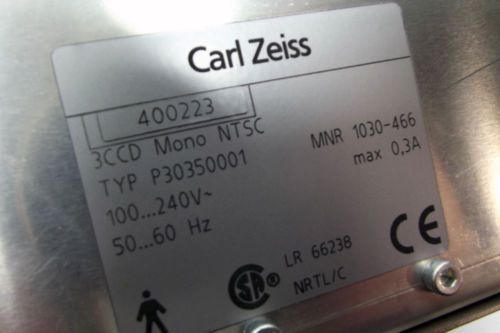 Carl Zeiss
400223
3CCD Mono NTSC
TYP P30350001
MNR 1030-466
100...240V~
max 0,3A
50...60 Hz
CE
LR 66238
NRTL/C